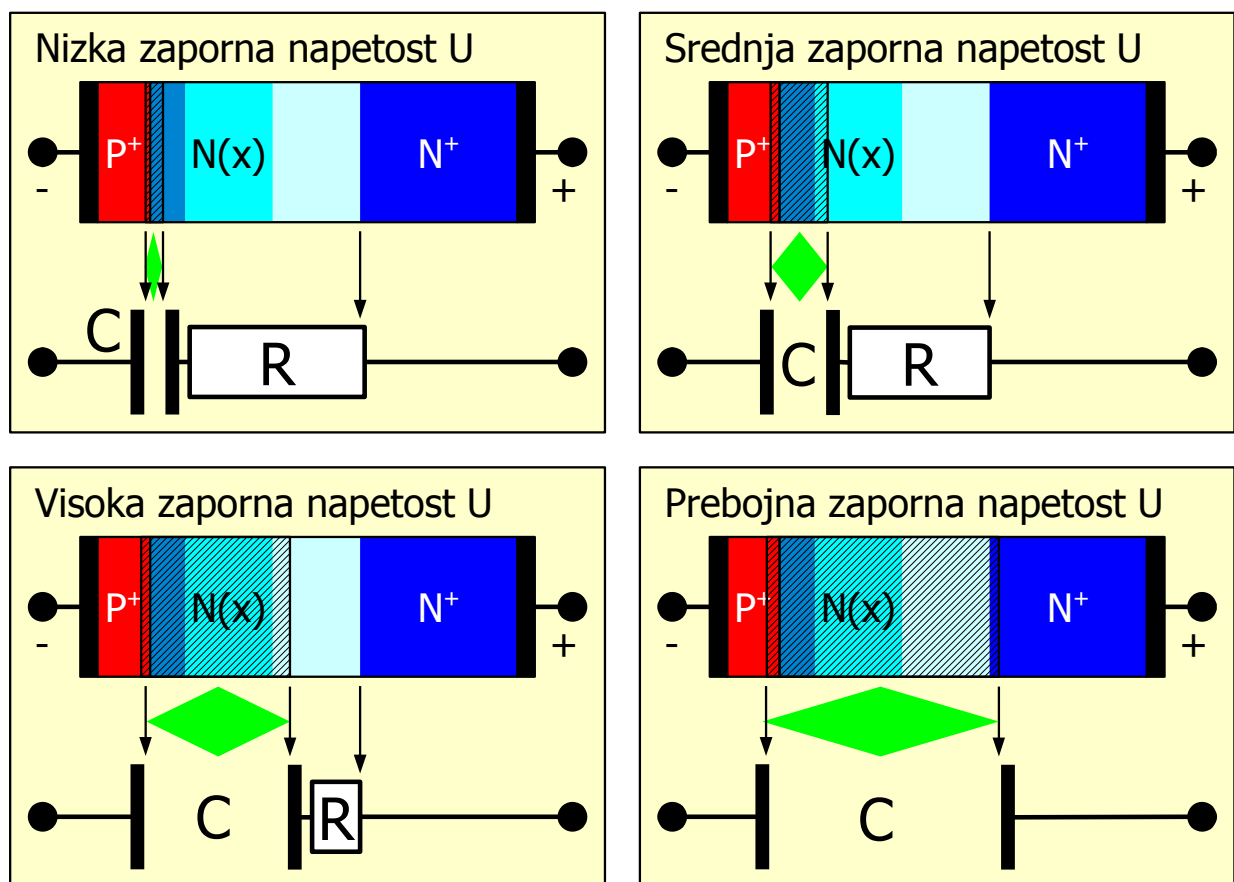 Nizka zaporna napetost U
P⁺ N(x) N⁺
- +
C R
Srednja zaporna napetost U
P⁺ N(x) N⁺
- +
C R
Visoka zaporna napetost U
P⁺ N(x) N⁺
- +
C R
Prebojna zaporna napetost U
P⁺ N(x) N⁺
- +
C